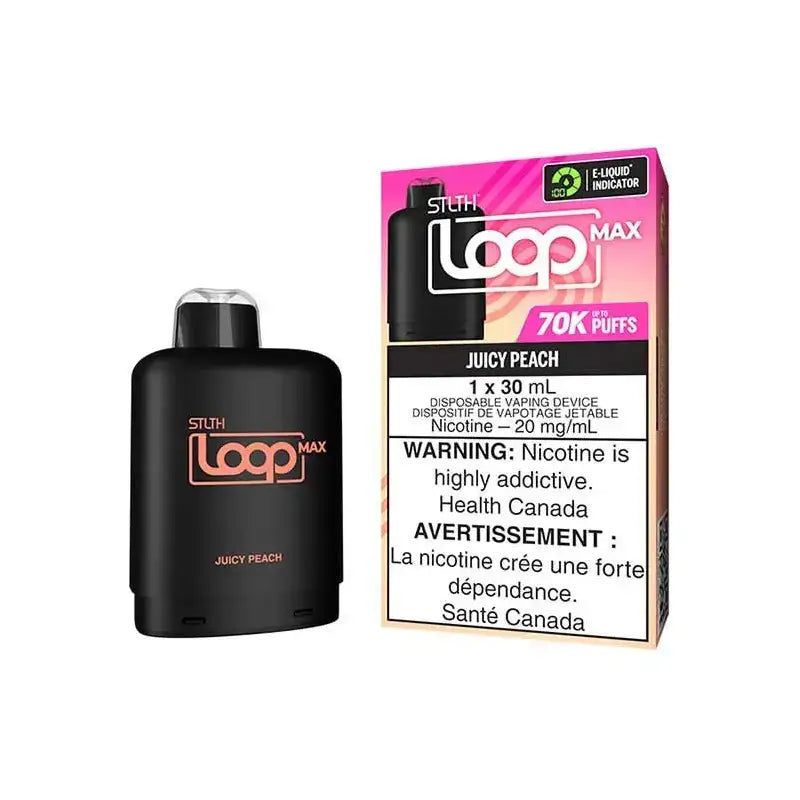 STLTH
Loop MAX
JUICY PEACH
100
E-LIQUID*
INDICATOR
STLTH
Loop MAX
70K UP TO PUFFS
JUICY PEACH
1 x 30 mL
DISPOSABLE VAPING DEVICE
DISPOSITIF DE VAPOTAGE JETABLE
Nicotine – 20 mg/mL
WARNING: Nicotine is
highly addictive.
Health Canada
AVERTISSEMENT :
La nicotine crée une forte
dépendance.
Santé Canada